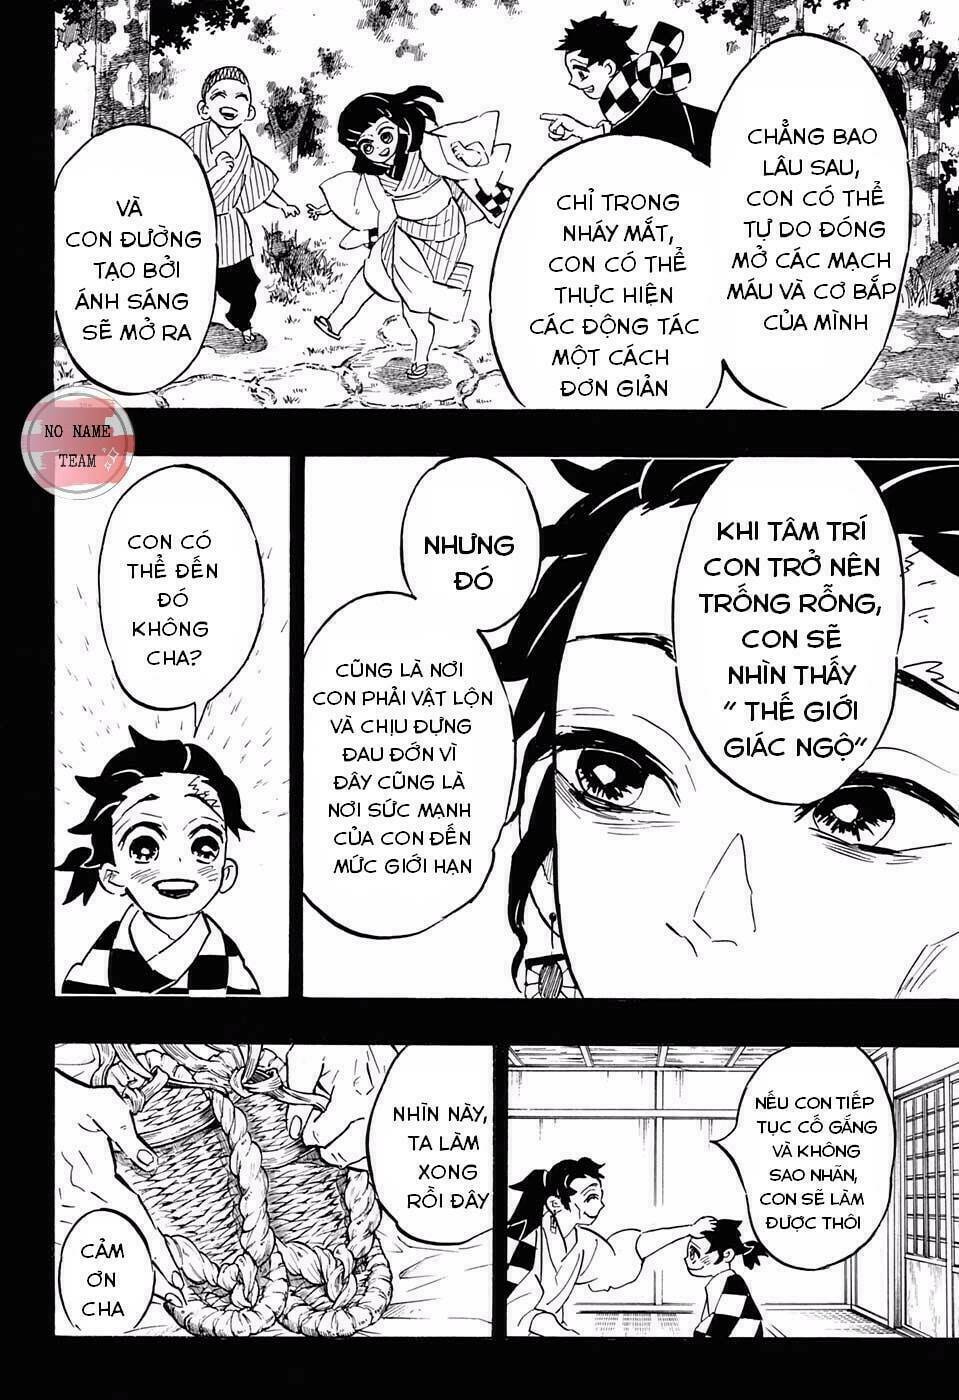 CHẲNG BAO
LÂU SAU,
CON CÓ THỂ
TỰ DO ĐÓNG
MỞ CÁC MẠCH
MÁU VÀ CƠ BẮP
CỦA MÌNH
CHỈ TRONG
NHÁY MẮT,
CON CÓ THỂ
THỰC HIỆN
CÁC ĐỘNG TÁC
MỘT CÁCH
ĐƠN GIẢN
VÀ
CON ĐƯỜNG
TẠO BỞI
ÁNH SÁNG
SẼ MỞ RA
NO NAME
TEAM
KHI TÂM TRÍ
CON TRỞ NÊN
TRỐNG RỖNG,
CON SẼ
NHÌN THẤY
“ THẾ GIỚI
GIÁC NGỘ”
NHƯNG
ĐÓ
CŨNG LÀ NƠI
CON PHẢI VẬT LỘN
VÀ CHỊU ĐỰNG
ĐAU ĐỚN VÌ
ĐÂY CŨNG LÀ
NƠI SỨC MẠNH
CỦA CON ĐẾN
MỨC GIỚI HẠN
CON CÓ
THỂ ĐẾN
ĐÓ
KHÔNG
CHA?
NẾU CON TIẾP
TỤC CỐ GẮNG
VÀ KHÔNG
SAO NHÃN,
CON SẼ LÀM
ĐƯỢC THÔI
NHÌN NÀY,
TA LÀM
XONG
RỒI ĐÂY
CẢM
ƠN
CHA